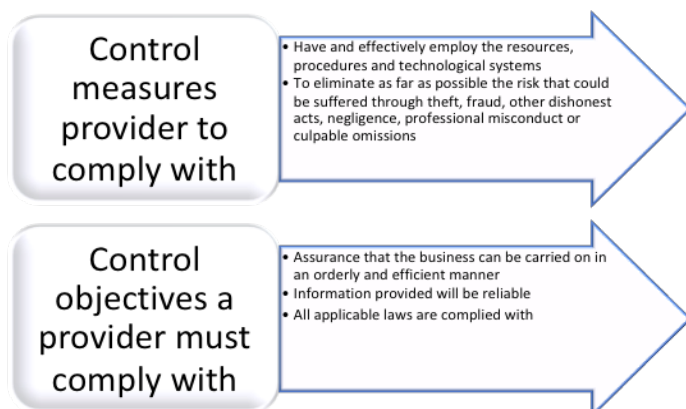 Control
measures
provider to
comply with
• Have and effectively employ the resources,
procedures and technological systems
• To eliminate as far as possible the risk that could
be suffered through theft, fraud, other dishonest
acts, negligence, professional misconduct or
culpable omissions
Control
objectives a
provider must
comply with
• Assurance that the business can be carried on in
an orderly and efficient manner
• Information provided will be reliable
• All applicable laws are complied with